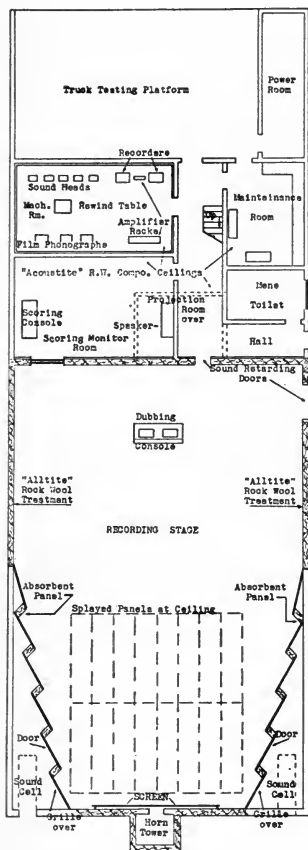 Power
Room
Truck Testing Platform
Recorders
Sound Heads
Mach.
Rm.
Rewind Table
Maintainance
Room
Up
Amplifier
Racks
Film Phonographs
"Acoustite" R.W. Compo. Ceilings
Projection
Room
over
Mens
Toilet
Scoring
Console
Speaker
Scoring Monitor
Room
Hall
Sound Retarding
Doors
Dubbing
Console
"Alltite"
Rock Wool
Treatment
"Alltite"
Rock Wool
Treatment
RECORDING STAGE
Absorbent
Panel
Absorbent
Panel
Splayed Panels at Ceiling
Door
Door
Sound
Cell
Sound
Cell
SCREEN
Grille
over
Horn
Tower
Grille
over